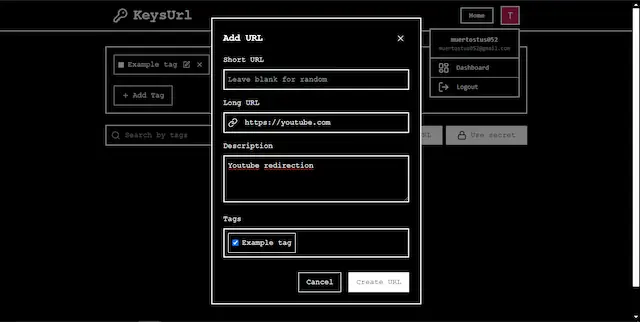 KeysUrl
Home
T
muertostus052
muertostus052@gmail.com
Dashboard
Logout
Example tag
+ Add Tag
Search by tags
URL
Use secret
Add URL
Short URL
Leave blank for random
Long URL
https://youtube.com
Description
Youtube redirection
Tags
Example tag
Cancel
Create URL